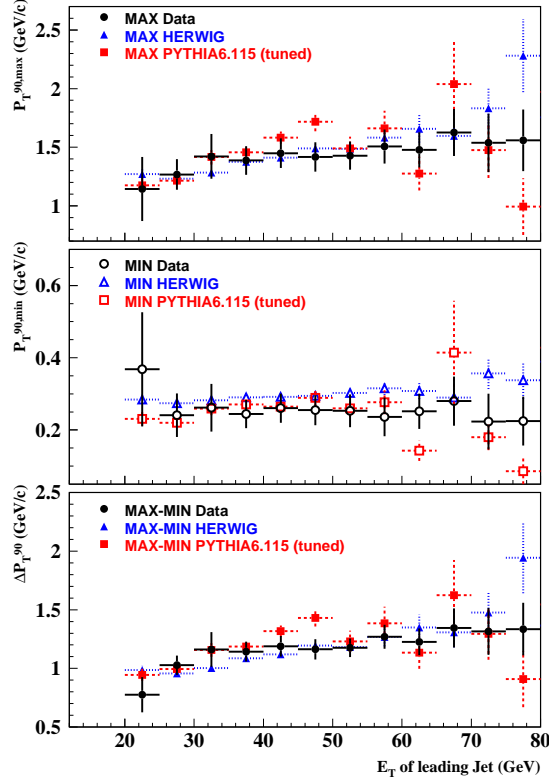 P_T^90,max (GeV/c)
2.5
2
1.5
1
MAX Data
MAX HERWIG
MAX PYTHIA6.115 (tuned)
P_T^90,min (GeV/c)
0.6
0.4
0.2
MIN Data
MIN HERWIG
MIN PYTHIA6.115 (tuned)
ΔP_T^90 (GeV/c)
2.5
2
1.5
1
0.5
MAX-MIN Data
MAX-MIN HERWIG
MAX-MIN PYTHIA6.115 (tuned)
20 30 40 50 60 70 80
E_T of leading Jet (GeV)